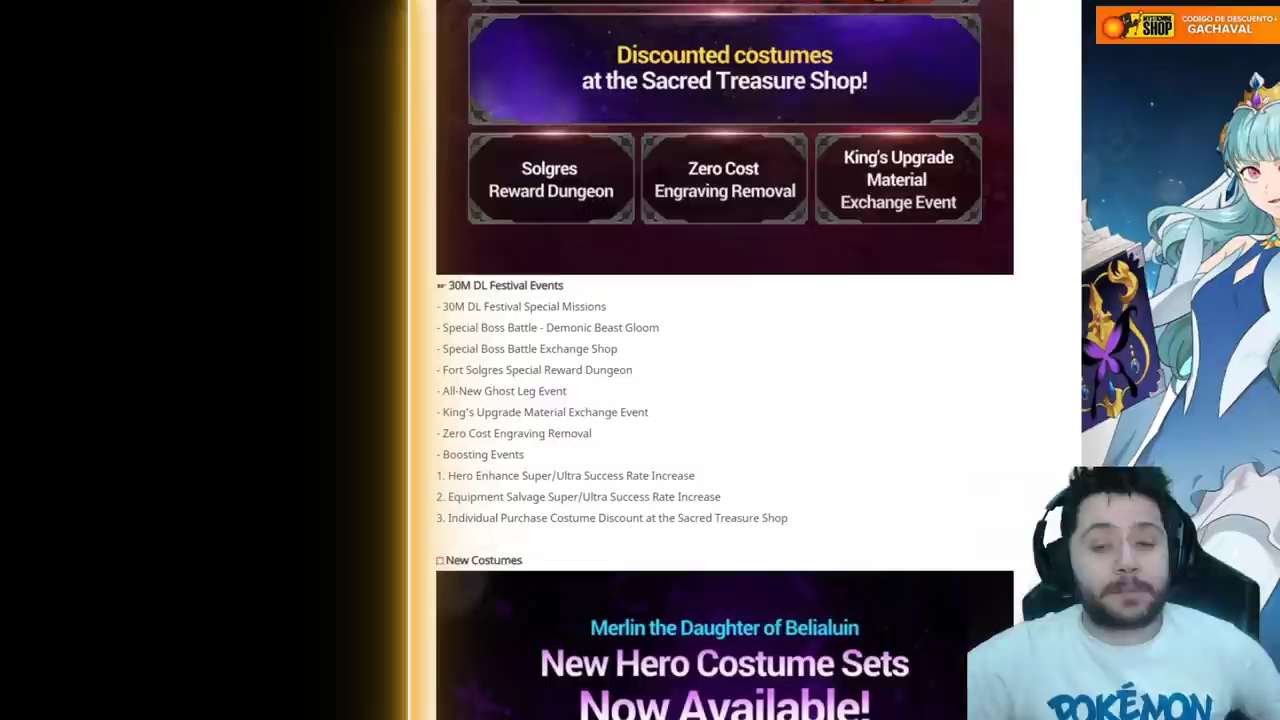 Discounted costumes
at the Sacred Treasure Shop!
Solgres
Reward Dungeon
Zero Cost
Engraving Removal
King's Upgrade
Material
Exchange Event
☛ 30M DL Festival Events
- 30M DL Festival Special Missions
- Special Boss Battle - Demonic Beast Gloom
- Special Boss Battle Exchange Shop
- Fort Solgres Special Reward Dungeon
- All-New Ghost Leg Event
- King's Upgrade Material Exchange Event
- Zero Cost Engraving Removal
- Boosting Events
1. Hero Enhance Super/Ultra Success Rate Increase
2. Equipment Salvage Super/Ultra Success Rate Increase
3. Individual Purchase Costume Discount at the Sacred Treasure Shop
□ New Costumes
Merlin the Daughter of Belialuin
New Hero Costume Sets
Now Available!
SHOP
CODIGO DE DESCUENTO
GACHAVAL
POKÉMON